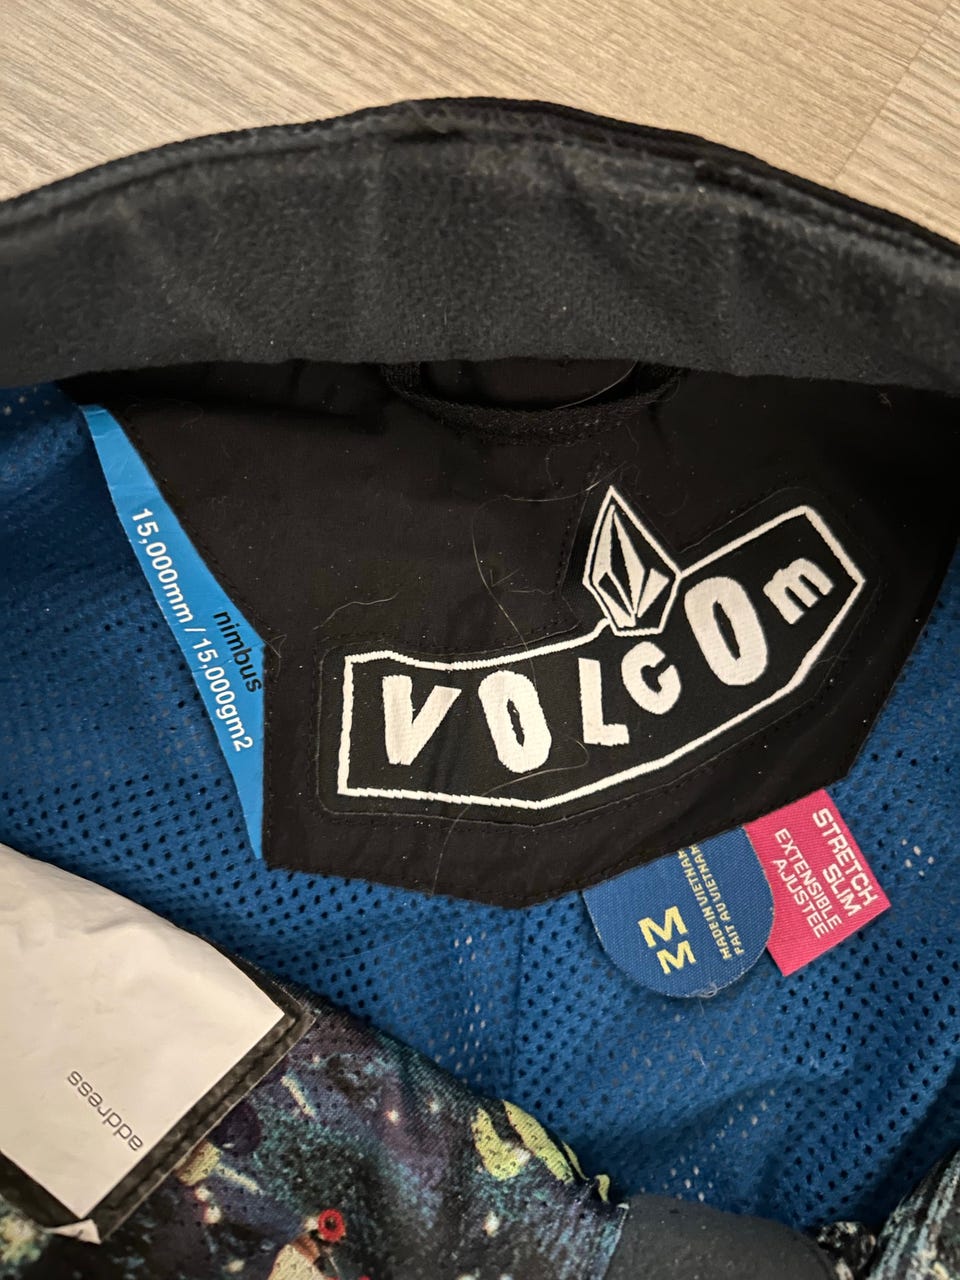 15,000mm / 15,000gm2
nimbus
VOLCOm
M
M
MADE IN VIETNAM
FAIT AU VIETNAM
STRETCH
SLIM
EXTENSIBLE
AJUSTEE
address